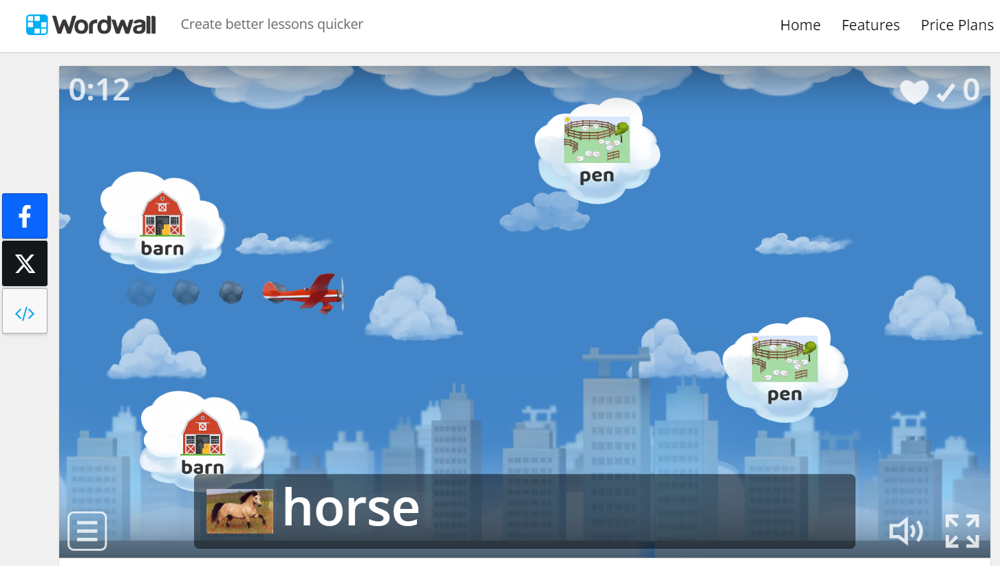 Wordwall
Create better lessons quicker
Home
Features
Price Plans
0:12
0
pen
barn
pen
barn
horse